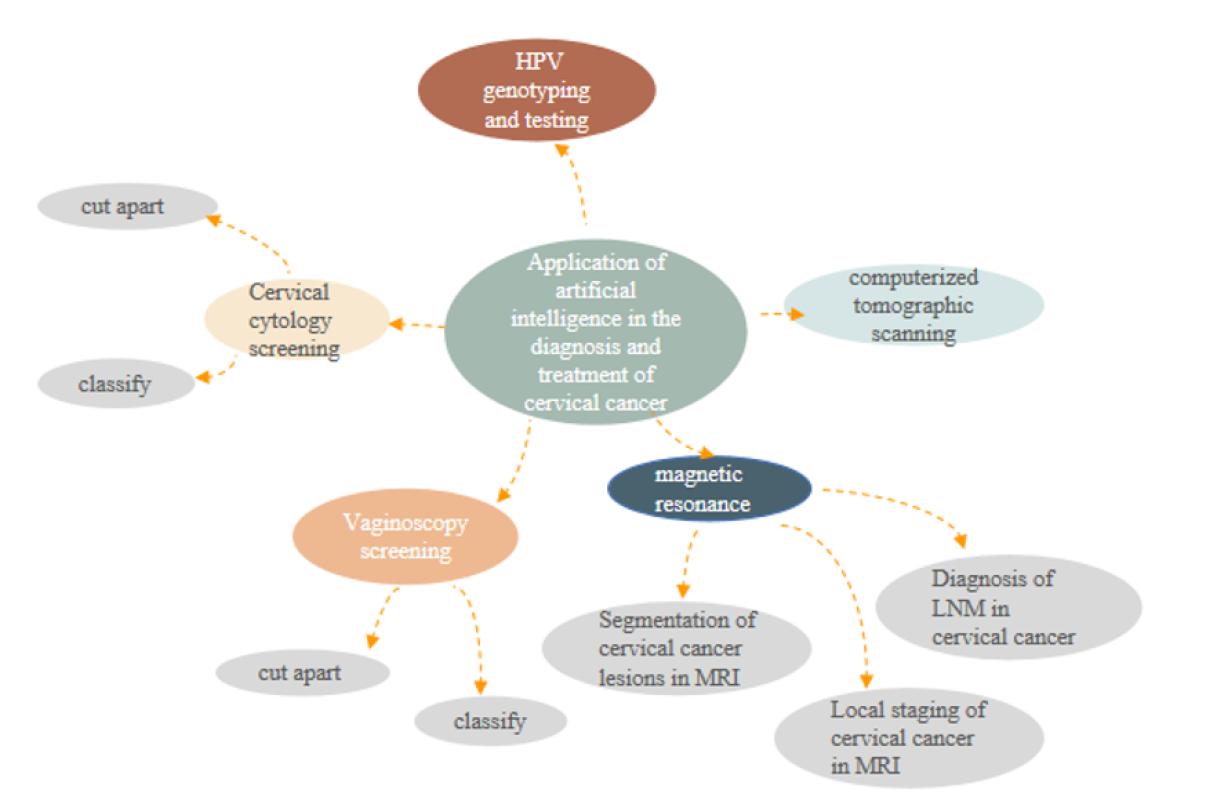 HPV
genotyping
and testing
cut apart
Cervical
cytology
screening
classify
Application of
artificial
intelligence in the
diagnosis and
treatment of
cervical cancer
computerized
tomographic
scanning
magnetic
resonance
Vaginoscopy
screening
cut apart
classify
Segmentation of
cervical cancer
lesions in MRI
Diagnosis of
LNM in
cervical cancer
Local staging of
cervical cancer
in MRI